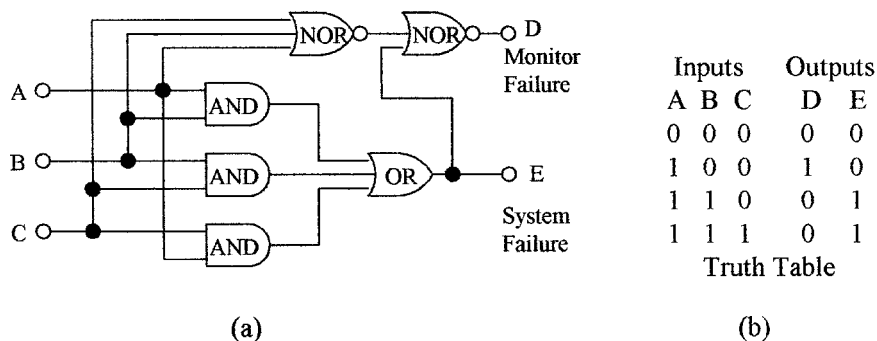 NOR NOR D
Monitor
Failure
A AND
B AND OR E
System
Failure
C AND
(a)
Inputs Outputs
A B C D E
0 0 0 0 0
1 0 0 1 0
1 1 0 0 1
1 1 1 0 1
Truth Table
(b)